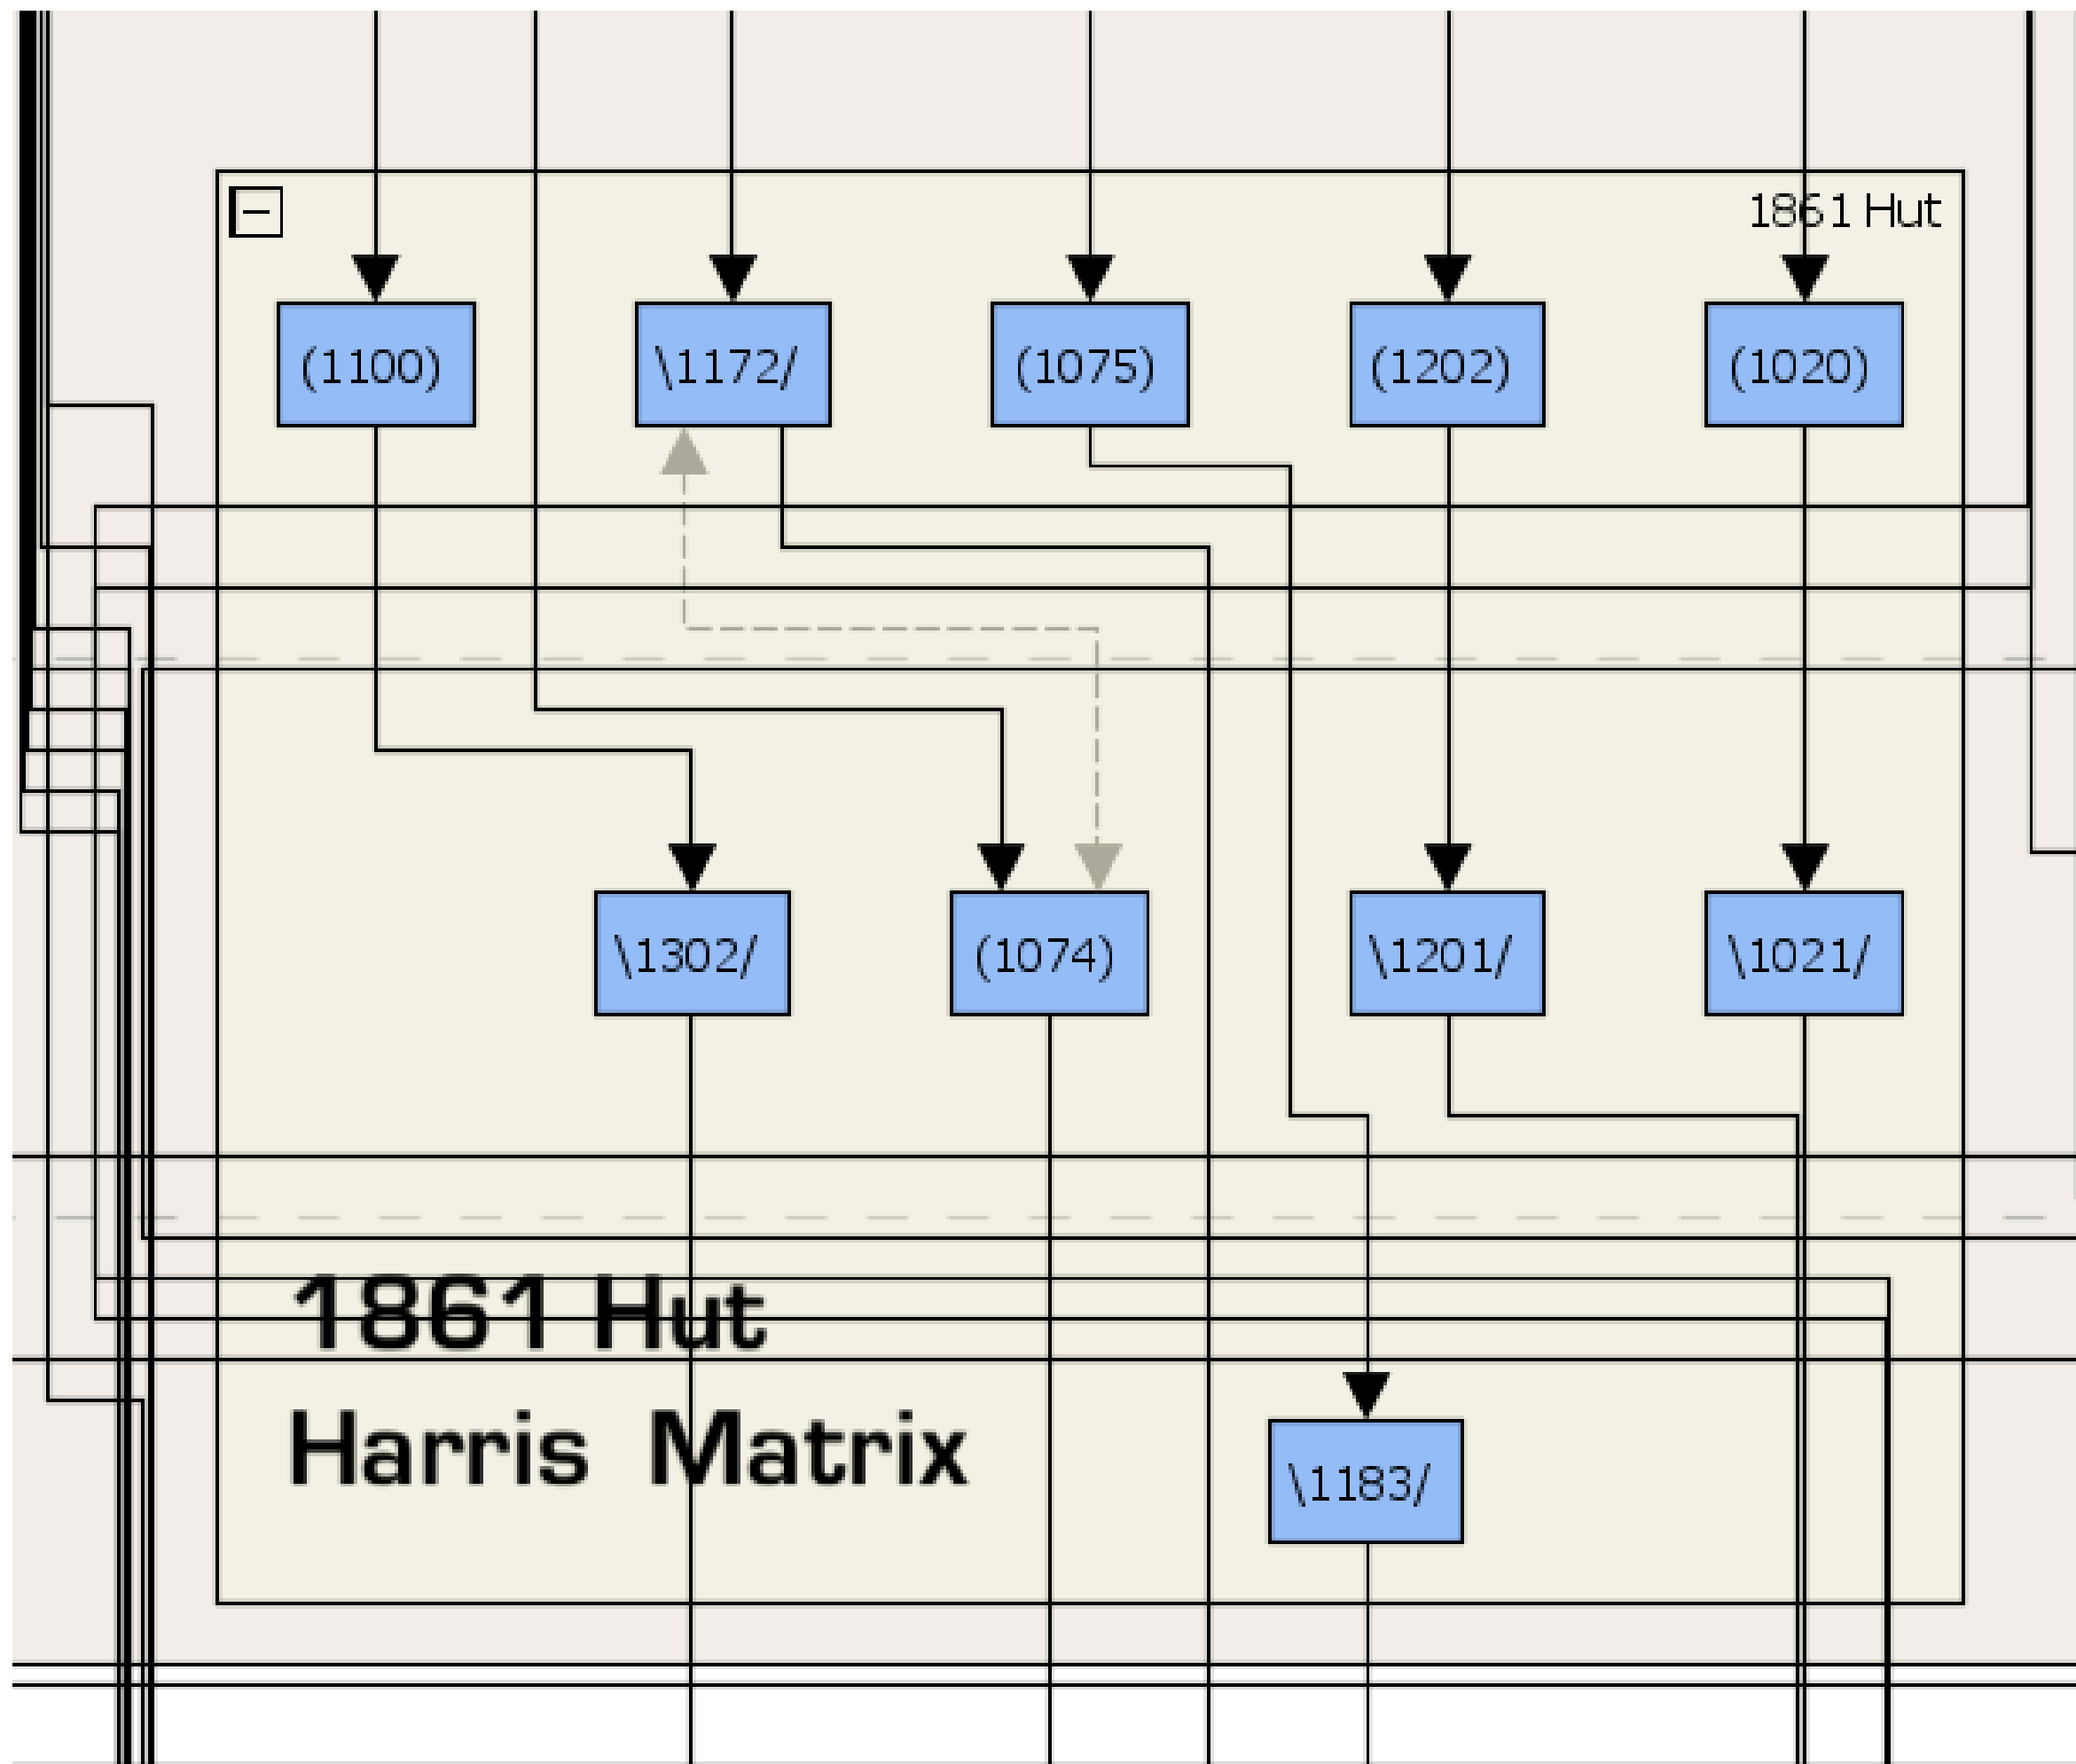 1861 Hut
(1100) \1172/ (1075) (1202) (1020)
\1302/ (1074) \1201/ \1021/
1861 Hut
Harris Matrix
\1183/